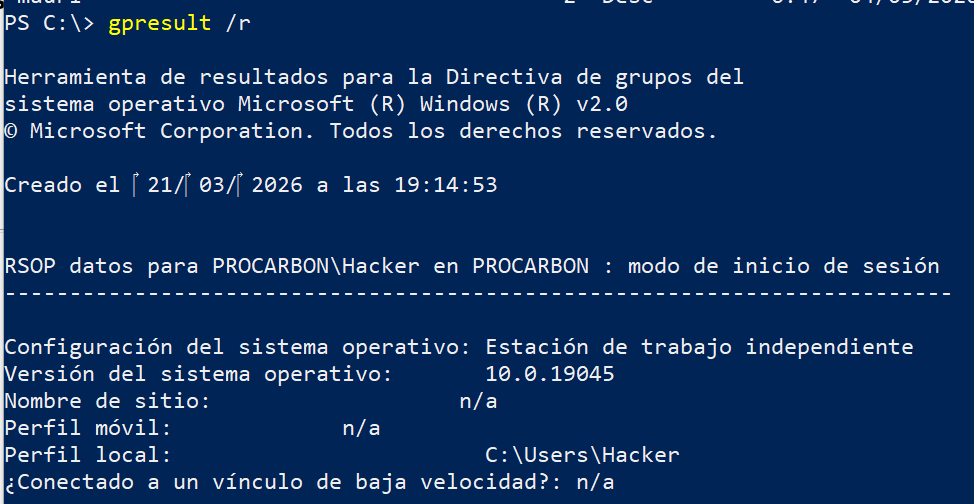 PS C:\> gpresult /r
Herramienta de resultados para la Directiva de grupos del
sistema operativo Microsoft (R) Windows (R) v2.0
© Microsoft Corporation. Todos los derechos reservados.
Creado el 21/ 03/ 2026 a las 19:14:53
RSOP datos para PROCARBON\Hacker en PROCARBON : modo de inicio de sesión
-------------------------------------------------------------------------
Configuración del sistema operativo: Estación de trabajo independiente
Versión del sistema operativo: 10.0.19045
Nombre de sitio: n/a
Perfil móvil: n/a
Perfil local: C:\Users\Hacker
¿Conectado a un vínculo de baja velocidad?: n/a